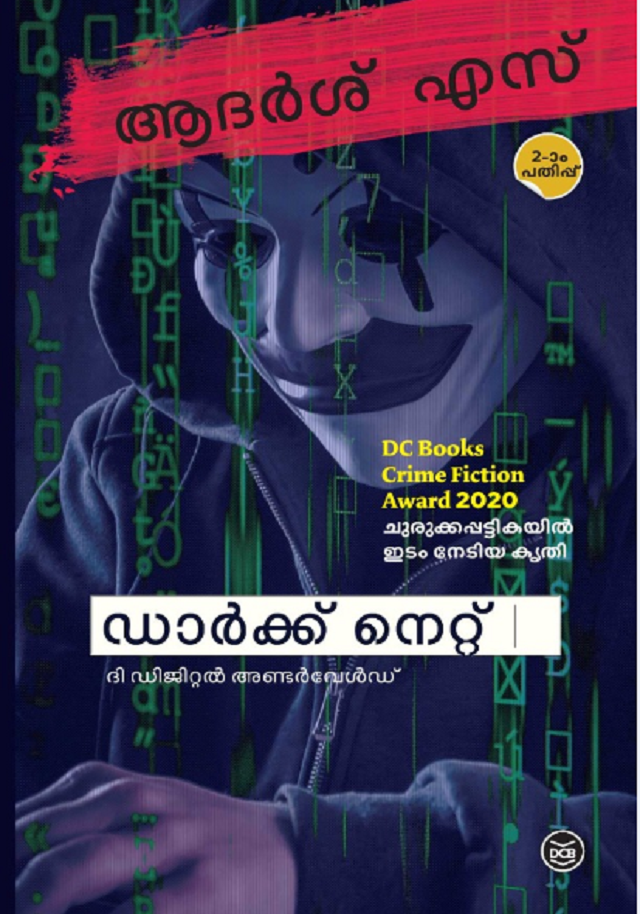 ആദർശ് എസ്
2-ാം
പതിപ്പ്
DC Books
Crime Fiction
Award 2020
ചുരുക്കപ്പട്ടികയിൽ
ഇടം നേടിയ കൃതി
ഡാർക്ക് നെറ്റ് |
ദി ഡിജിറ്റൽ അണ്ടർവേൾഡ്
DCB